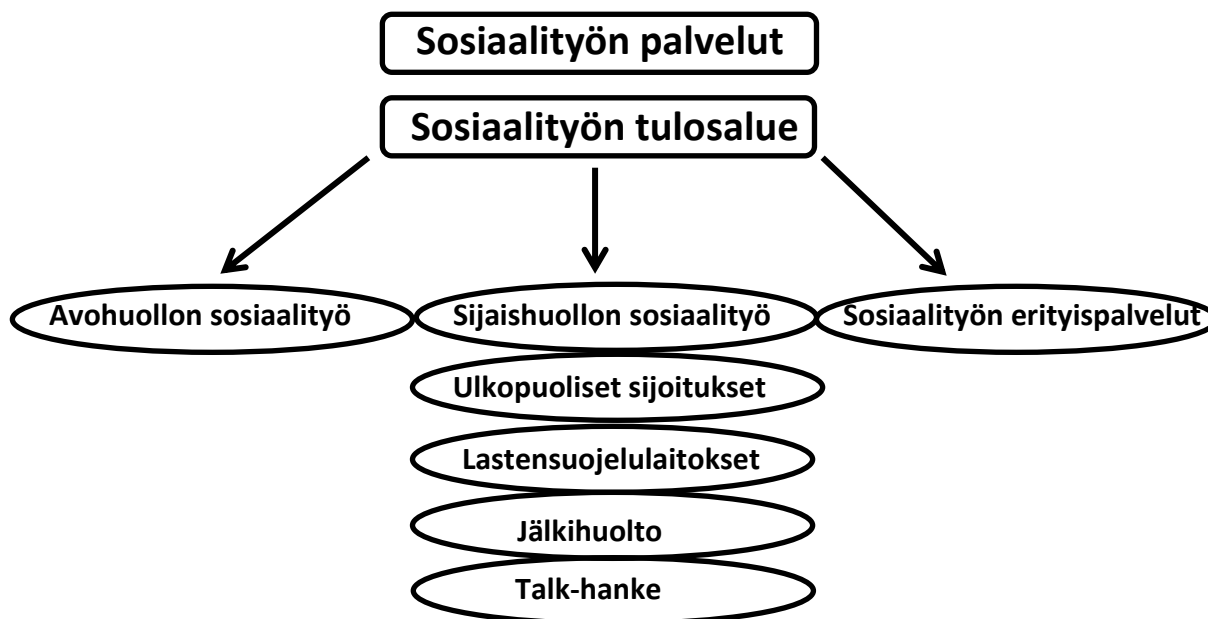 Sosiaalityön palvelut
Sosiaalityön tulosalue
Avohuollon sosiaalityö
Sijaishuollon sosiaalityö
Sosiaalityön erityispalvelut
Ulkopuoliset sijoitukset
Lastensuojelulaitokset
Jälkihuolto
Talk-hanke